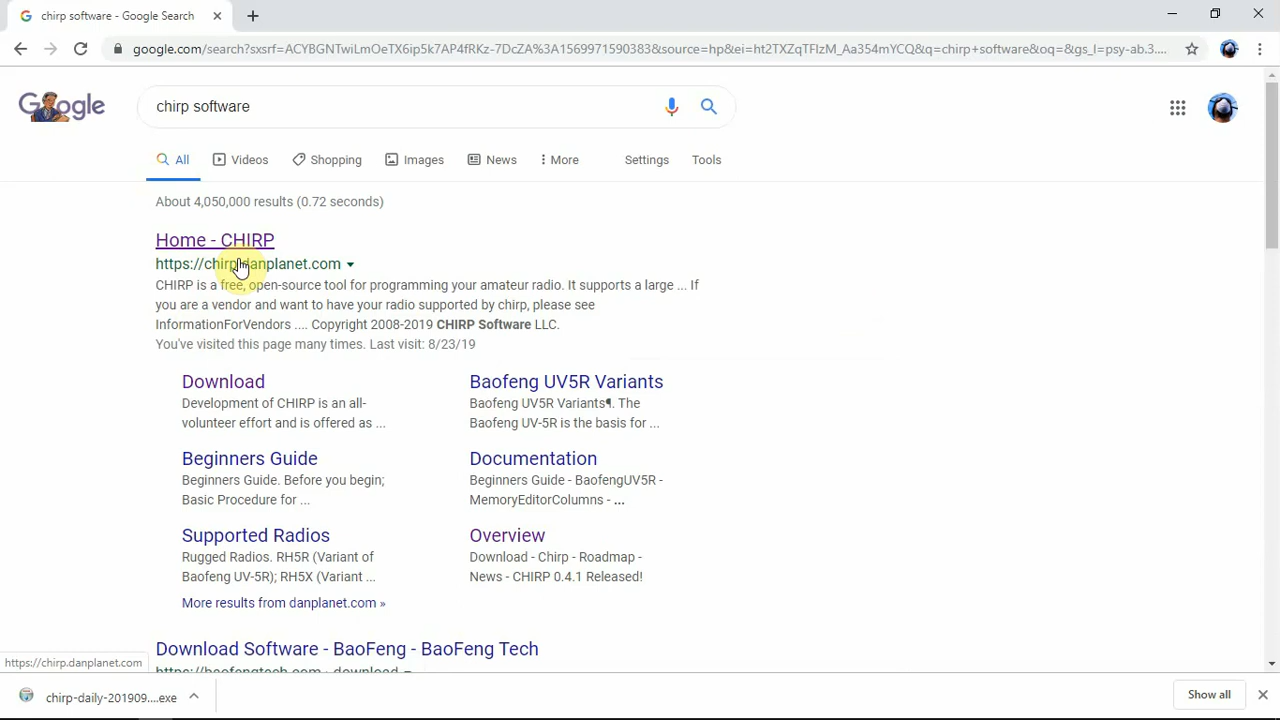 chirp software - Google Search
google.com/search?sxsrf=ACYBGNTwiLmOeTX6ip5k7AP4fRKz-7DcZA%3A1569971590383&source=hp&ei=ht2TXZqTFIzM_Aa354mYCQ&q=chirp+software&oq=&gs_l=psy-ab.3....
Google
chirp software
All Videos Shopping Images News More Settings Tools
About 4,050,000 results (0.72 seconds)
Home - CHIRP
https://chirp.danplanet.com
CHIRP is a free, open-source tool for programming your amateur radio. It supports a large ... If
you are a vendor and want to have your radio supported by chirp, please see
InformationForVendors .... Copyright 2008-2019 CHIRP Software LLC.
You've visited this page many times. Last visit: 8/23/19
Download
Development of CHIRP is an all-
volunteer effort and is offered as ...
Baofeng UV5R Variants
Baofeng UV5R Variants¶. The
Baofeng UV-5R is the basis for ...
Beginners Guide
Beginners Guide. Before you begin;
Basic Procedure for ...
Documentation
Beginners Guide - BaofengUV5R -
MemoryEditorColumns - ...
Supported Radios
Rugged Radios. RH5R (Variant of
Baofeng UV-5R); RH5X (Variant ...
Overview
Download - Chirp - Roadmap -
News - CHIRP 0.4.1 Released!
More results from danplanet.com »
Download Software - BaoFeng - BaoFeng Tech
https://baofengtech.com › download
https://chirp.danplanet.com
chirp-daily-201909....exe
Show all